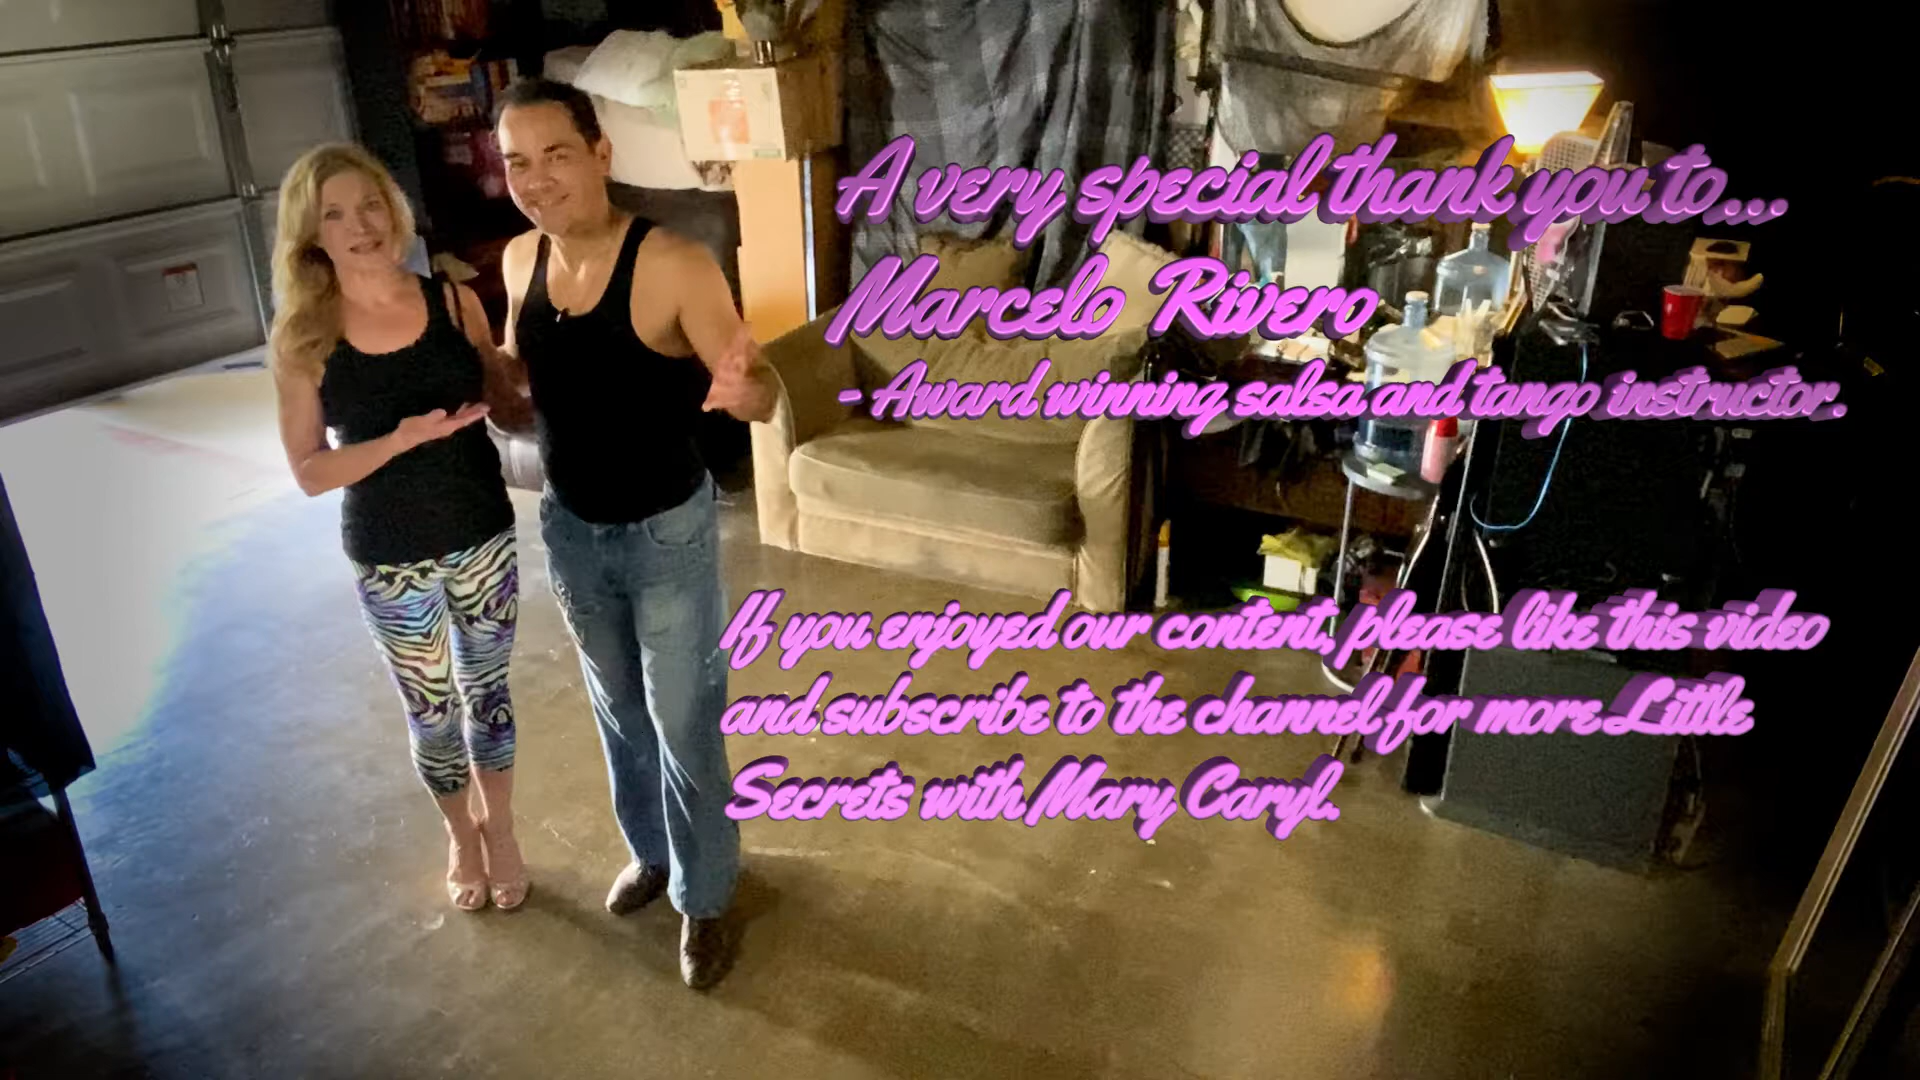 A very special thank you to...
Marcelo Rivero
- Award winning salsa and tango instructor.
If you enjoyed our content, please like this video
and subscribe to the channel for more Little
Secrets with Mary Caryl.